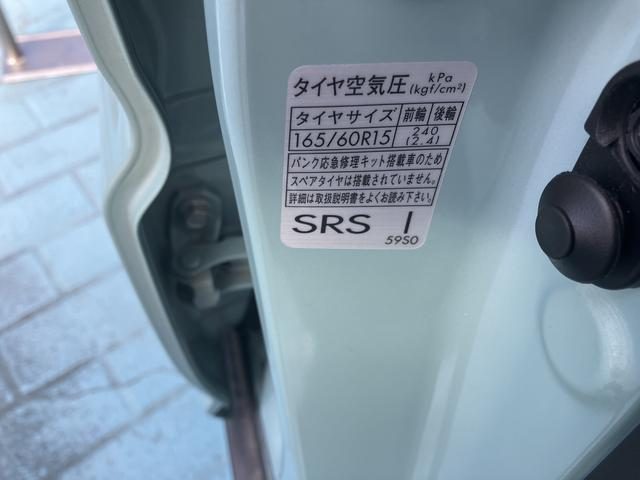 タイヤ空気圧 kPa (kgf/cm²)
タイヤサイズ 前輪 後輪
165/60R15 240 (2.4)
パンク応急修理キット搭載車のため
スペアタイヤは搭載されていません。
詳細は取扱説明書をよくお読み下さい。
SRS I
59S0